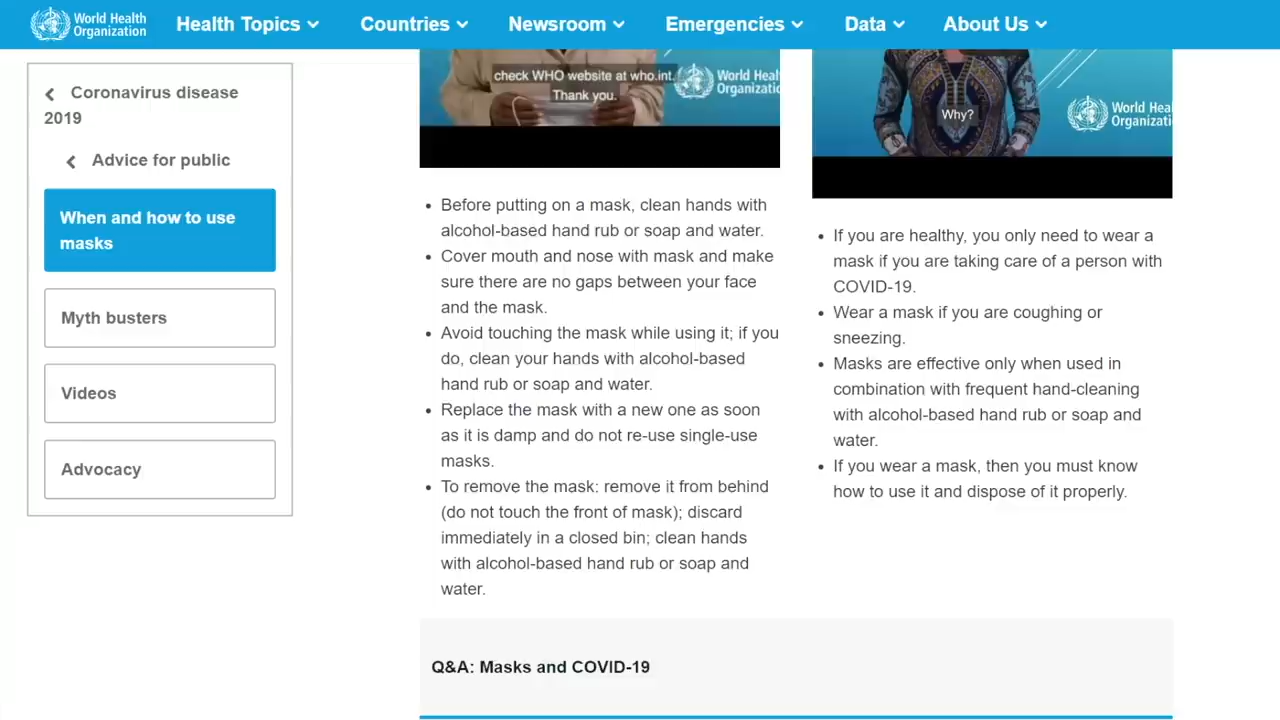 World Health
Organization
Health Topics
Countries
Newsroom
Emergencies
Data
About Us
Coronavirus disease
2019
Advice for public
When and how to use
masks
Myth busters
Videos
Advocacy
check WHO website at who.int.
Thank you.
World Heal
Organizati
Before putting on a mask, clean hands with
alcohol-based hand rub or soap and water.
Cover mouth and nose with mask and make
sure there are no gaps between your face
and the mask.
Avoid touching the mask while using it; if you
do, clean your hands with alcohol-based
hand rub or soap and water.
Replace the mask with a new one as soon
as it is damp and do not re-use single-use
masks.
To remove the mask: remove it from behind
(do not touch the front of mask); discard
immediately in a closed bin; clean hands
with alcohol-based hand rub or soap and
water.
Why?
World Hea
Organizati
If you are healthy, you only need to wear a
mask if you are taking care of a person with
COVID-19.
Wear a mask if you are coughing or
sneezing.
Masks are effective only when used in
combination with frequent hand-cleaning
with alcohol-based hand rub or soap and
water.
If you wear a mask, then you must know
how to use it and dispose of it properly.
Q&A: Masks and COVID-19